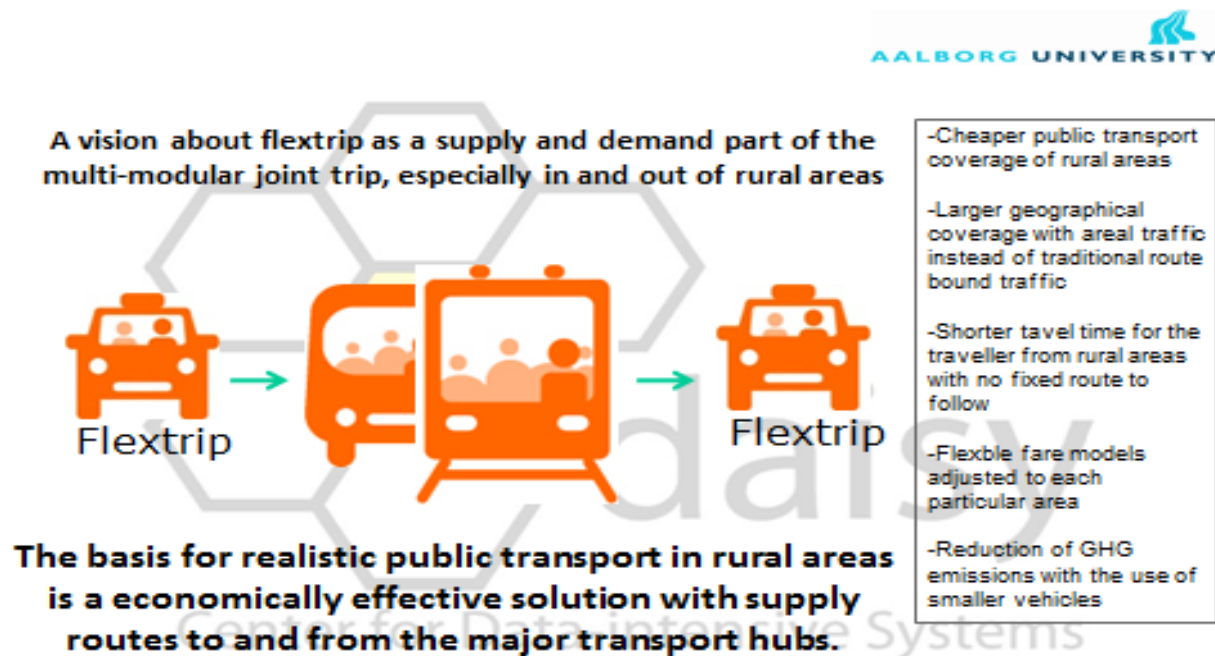 AALBORG UNIVERSITY
A vision about flextrip as a supply and demand part of the
multi-modular joint trip, especially in and out of rural areas
Flextrip
Flextrip
-Cheaper public transport
coverage of rural areas
-Larger geographical
coverage with areal traffic
instead of traditional route
bound traffic
-Shorter tavel time for the
traveller from rural areas
with no fixed route to
follow
-Flexble fare models
adjusted to each
particular area
-Reduction of GHG
emissions with the use of
smaller vehicles
daisy
The basis for realistic public transport in rural areas
is a economically effective solution with supply
routes to and from the major transport hubs.
Center for Data-intensive Systems